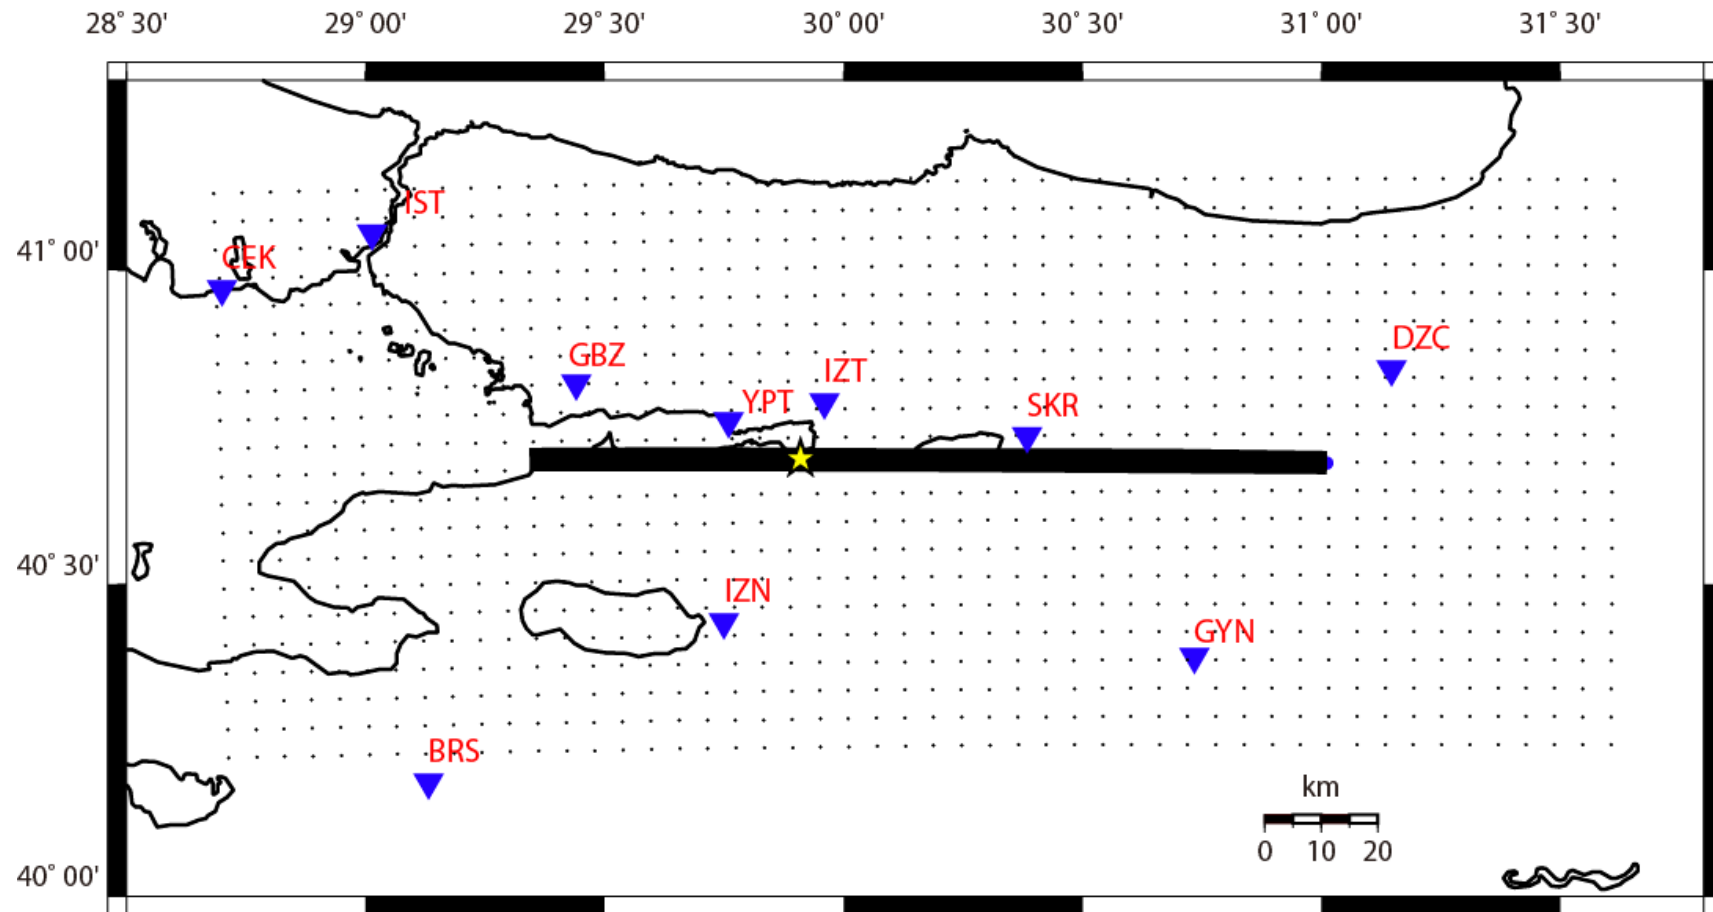 28° 30' 29° 00' 29° 30' 30° 00' 30° 30' 31° 00' 31° 30'
IST
41° 00'
CEK
DZC
GBZ
IZT
YPT
SKR
40° 30'
IZN
GYN
BRS
km
0 10 20
40° 00'